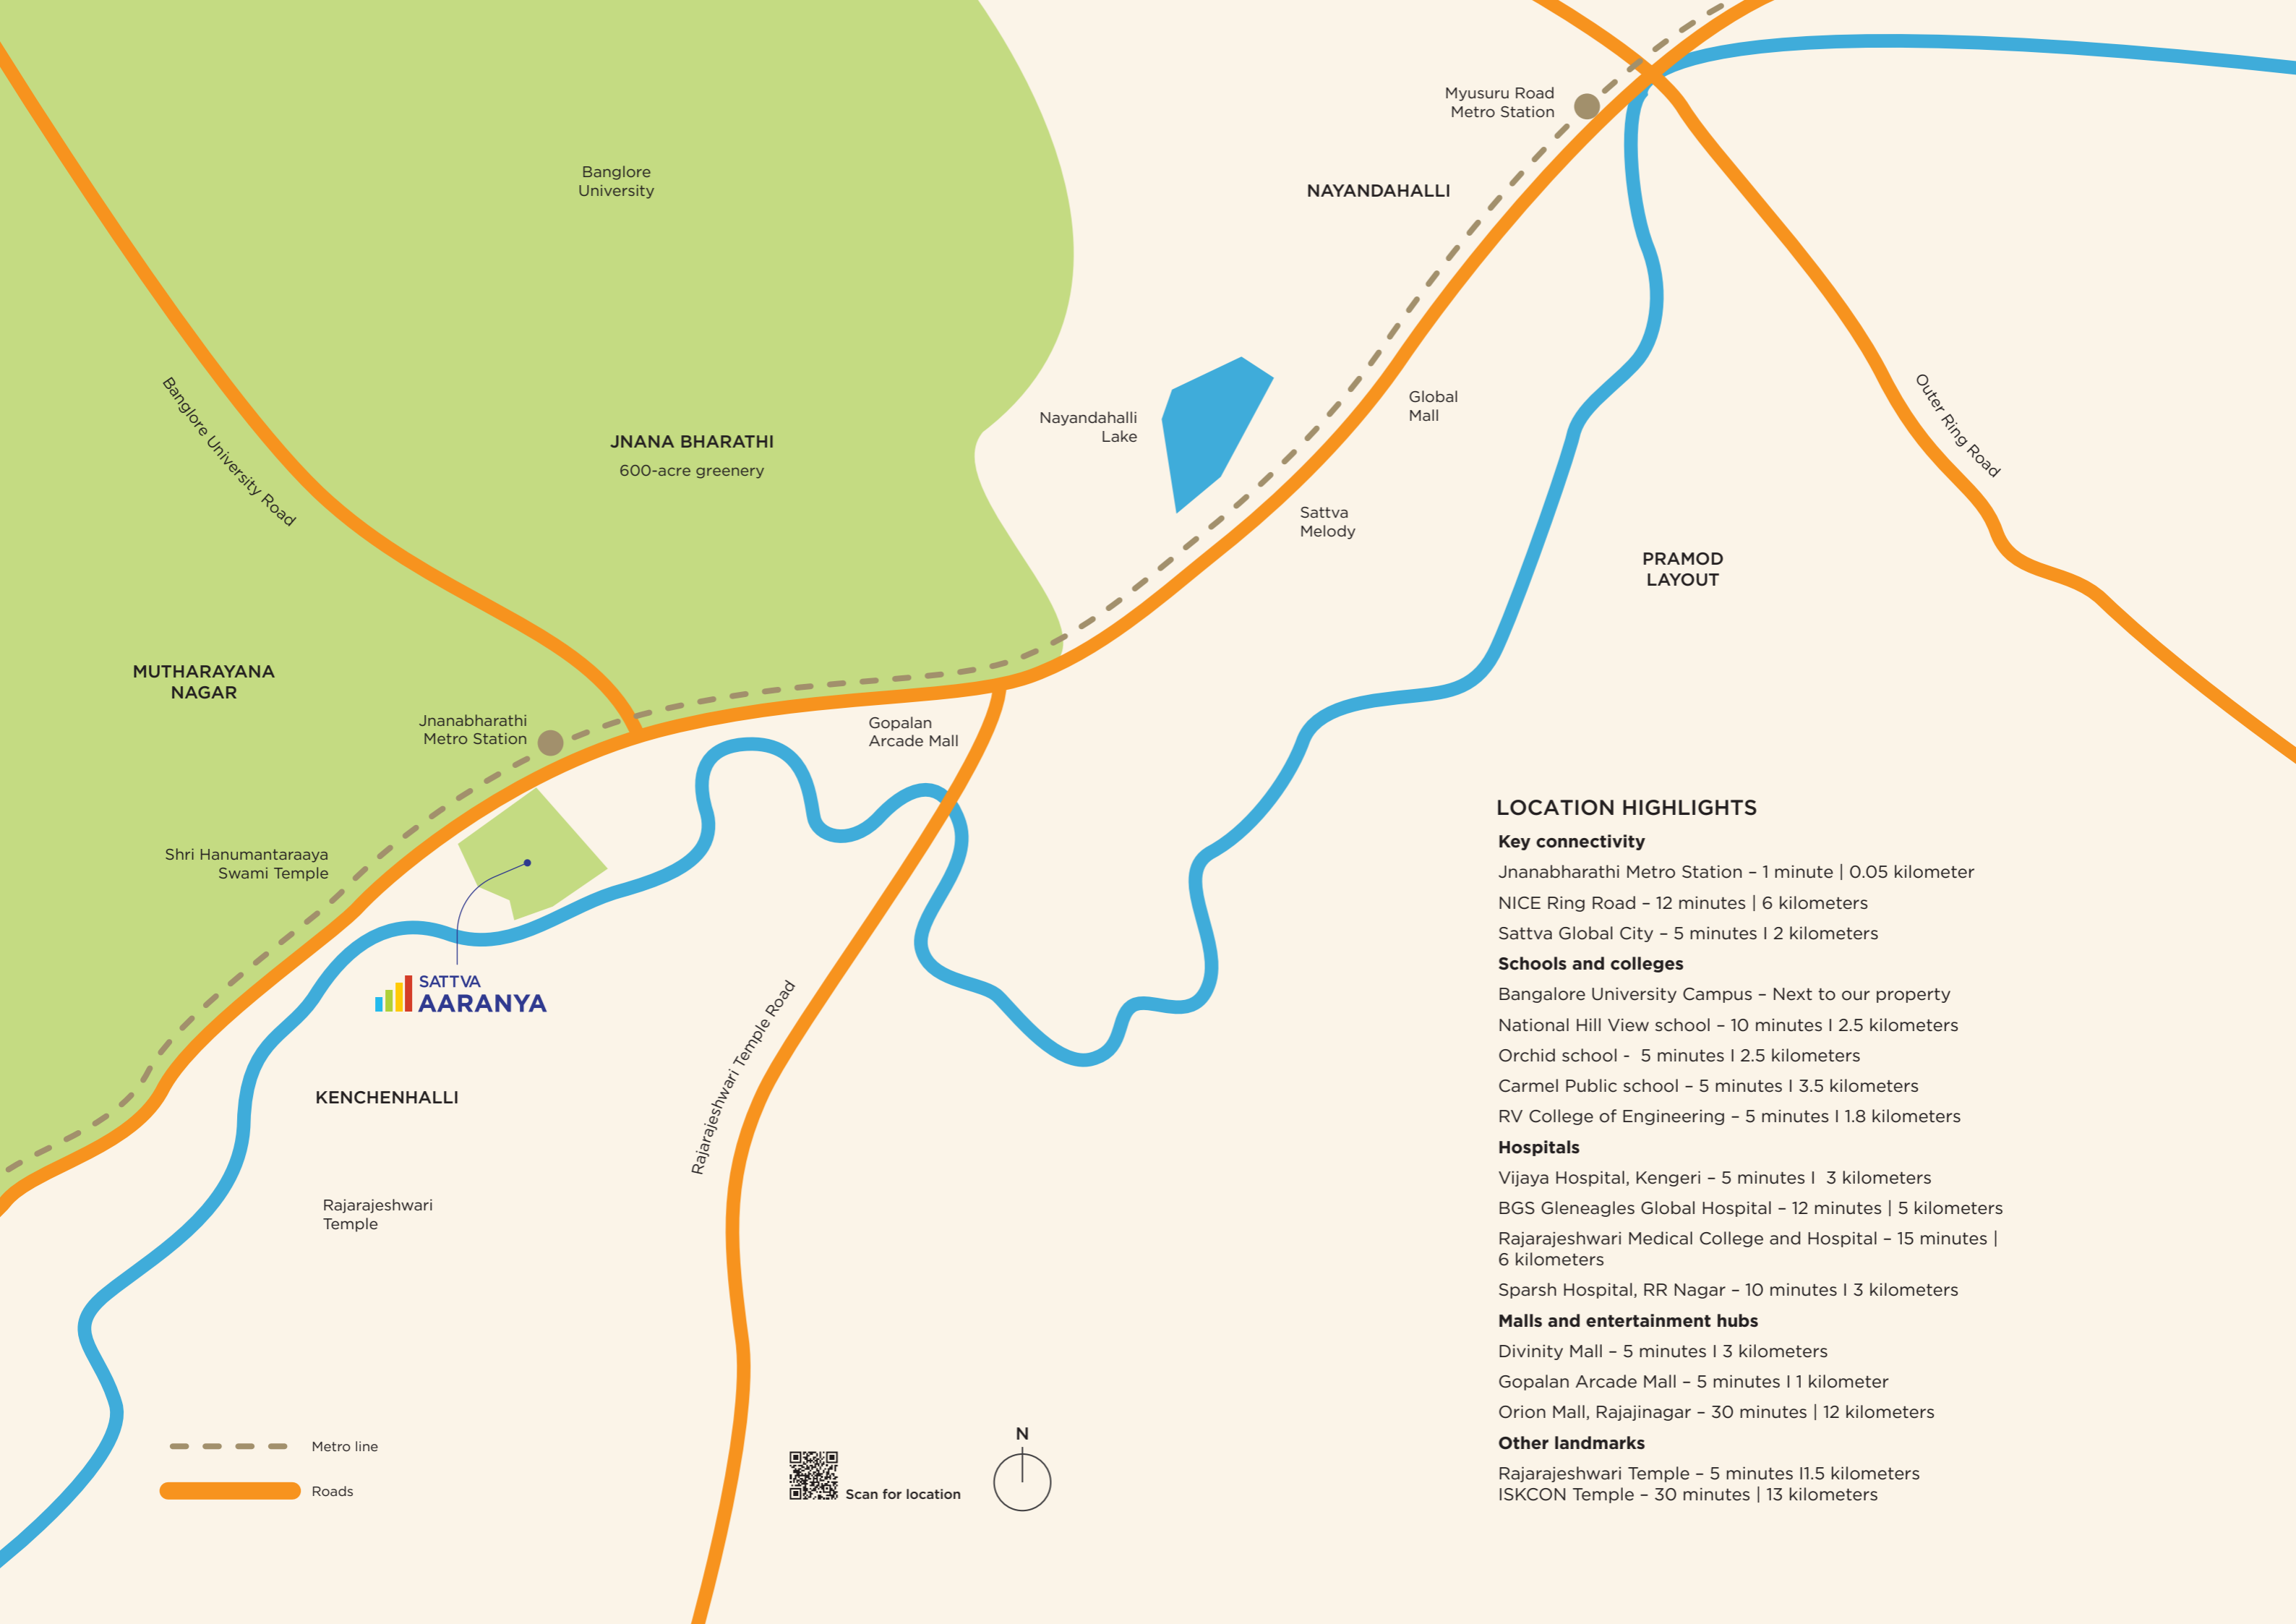 Myusuru Road
Metro Station
Banglore
University
NAYANDAHALLI
Banglore University Road
Outer Ring Road
Global
Mall
Nayandahalli
Lake
JNANA BHARATHI
600-acre greenery
Sattva
Melody
PRAMOD
LAYOUT
MUTHARAYANA
NAGAR
Jnanabharathi
Metro Station
Gopalan
Arcade Mall
Shri Hanumantaraaya
Swami Temple
SATTVA
AARANYA
Rajarajeshwari Temple Road
KENCHENHALLI
Rajarajeshwari
Temple
Metro line
Roads
Scan for location
N
LOCATION HIGHLIGHTS
Key connectivity
Jnanabharathi Metro Station – 1 minute | 0.05 kilometer
NICE Ring Road – 12 minutes | 6 kilometers
Sattva Global City – 5 minutes I 2 kilometers
Schools and colleges
Bangalore University Campus – Next to our property
National Hill View school – 10 minutes I 2.5 kilometers
Orchid school -  5 minutes I 2.5 kilometers
Carmel Public school – 5 minutes I 3.5 kilometers
RV College of Engineering – 5 minutes I 1.8 kilometers
Hospitals
Vijaya Hospital, Kengeri – 5 minutes I  3 kilometers
BGS Gleneagles Global Hospital – 12 minutes | 5 kilometers
Rajarajeshwari Medical College and Hospital – 15 minutes |
6 kilometers
Sparsh Hospital, RR Nagar – 10 minutes I 3 kilometers
Malls and entertainment hubs
Divinity Mall – 5 minutes I 3 kilometers
Gopalan Arcade Mall – 5 minutes I 1 kilometer
Orion Mall, Rajajinagar – 30 minutes | 12 kilometers
Other landmarks
Rajarajeshwari Temple – 5 minutes I1.5 kilometers
ISKCON Temple – 30 minutes | 13 kilometers